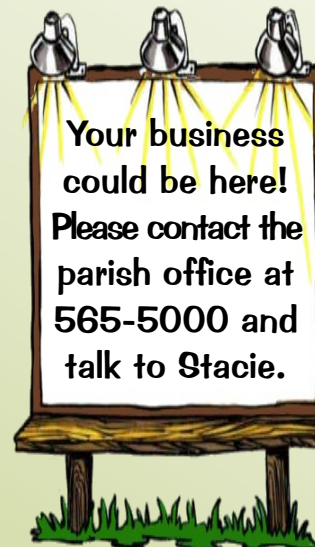 Your business
could be here!
Please contact the
parish office at
565-5000 and
talk to Stacie.